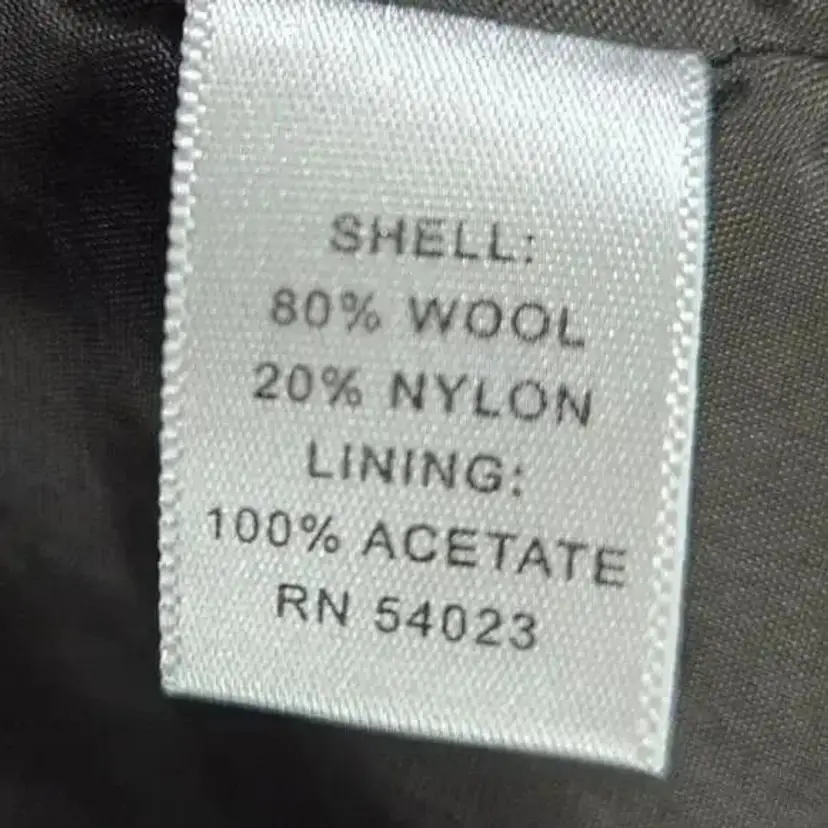 SHELL:
80% WOOL
20% NYLON
LINING:
100% ACETATE
RN 54023